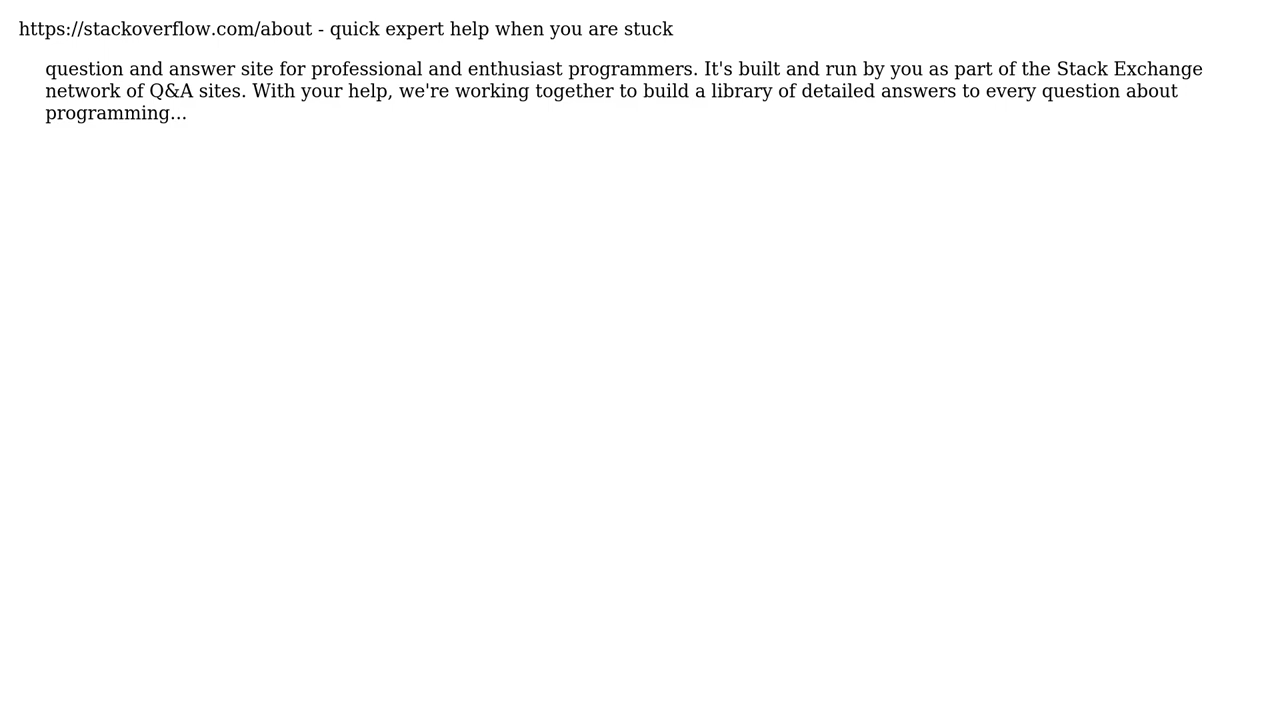 https://stackoverflow.com/about - quick expert help when you are stuck
question and answer site for professional and enthusiast programmers. It's built and run by you as part of the Stack Exchange
network of Q&A sites. With your help, we're working together to build a library of detailed answers to every question about
programming...